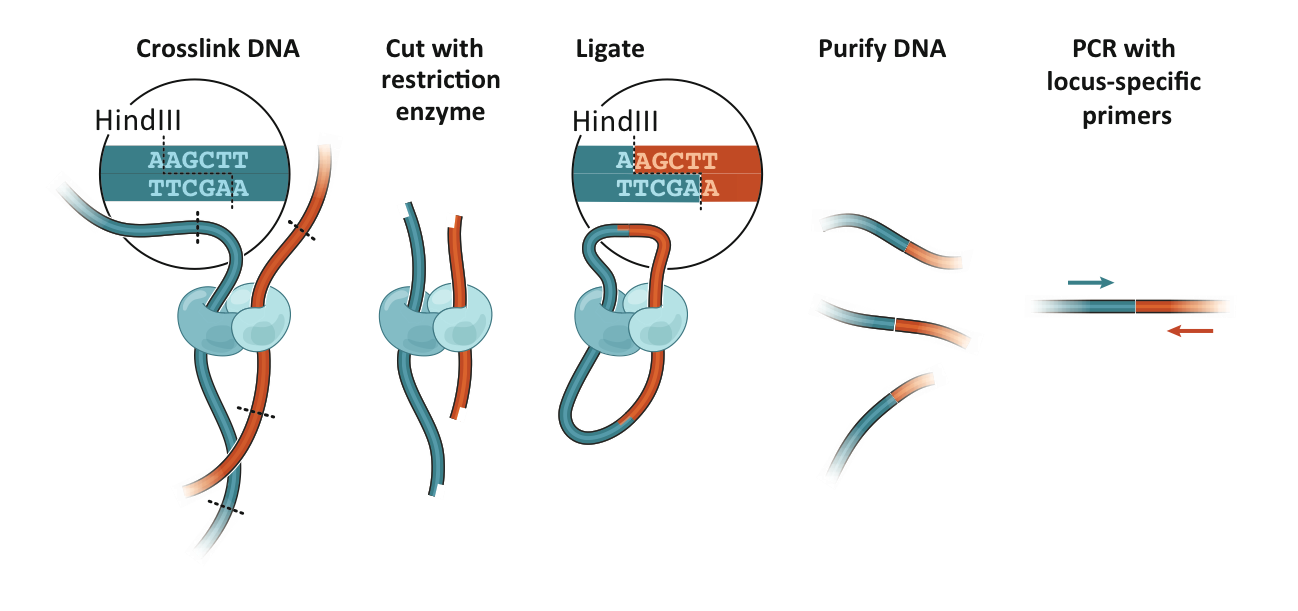 Crosslink DNA
HindIII
AAGCTT
TTCGAA
Cut with
restriction
enzyme
Ligate
HindIII
AAGCTT
TTCGAA
Purify DNA
PCR with
locus-specific
primers